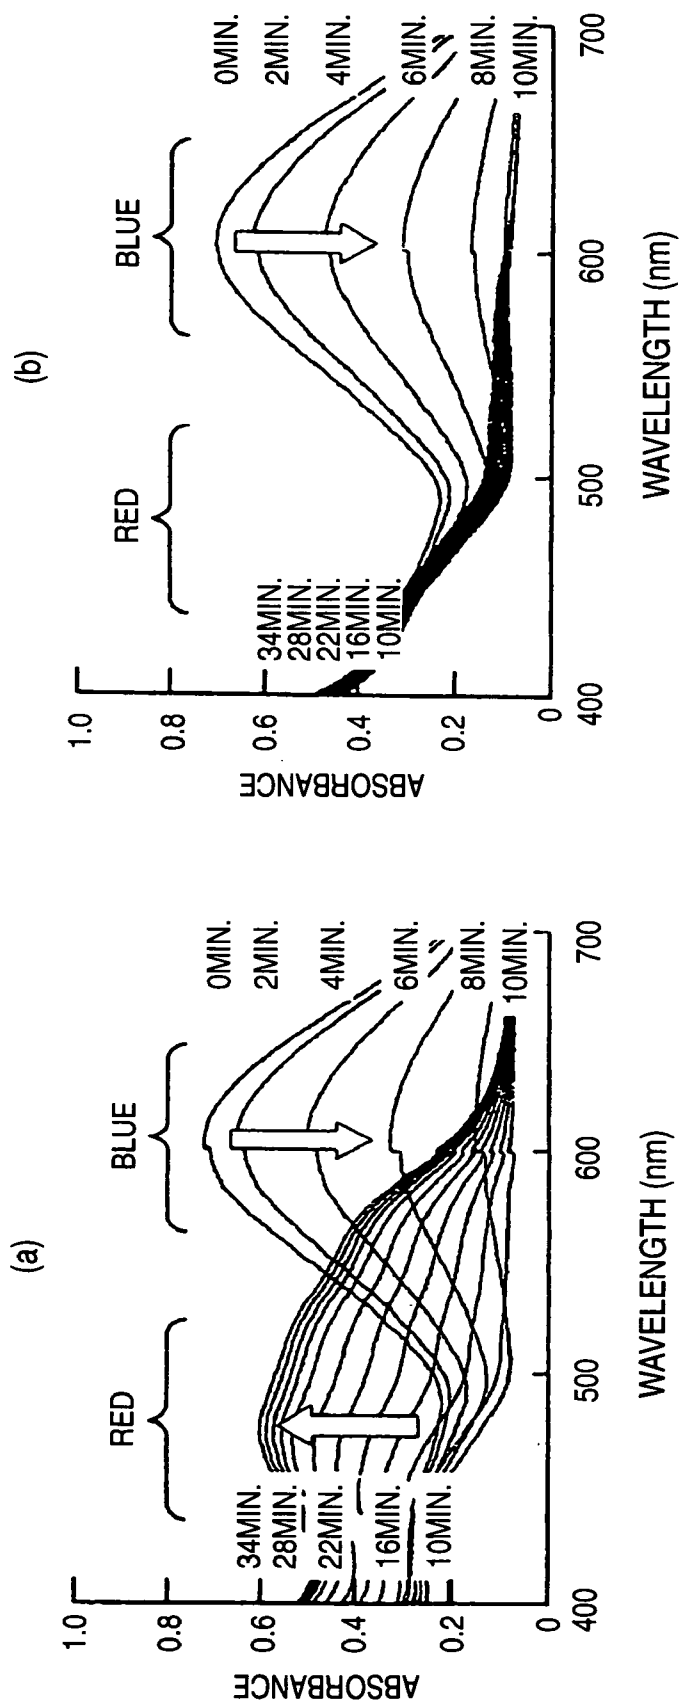 (a)
RED
BLUE
1.0
0.8
0.6
0.4
0.2
0
ABSORBANCE
34MIN.
28MIN.
22MIN.
16MIN.
10MIN.
0MIN.
2MIN.
4MIN.
6MIN.
8MIN.
10MIN.
400
500
600
700
WAVELENGTH (nm)
(b)
RED
BLUE
1.0
0.8
0.6
0.4
0.2
0
ABSORBANCE
34MIN.
28MIN.
22MIN.
16MIN.
10MIN.
0MIN.
2MIN.
4MIN.
6MIN.
8MIN.
10MIN.
400
500
600
700
WAVELENGTH (nm)